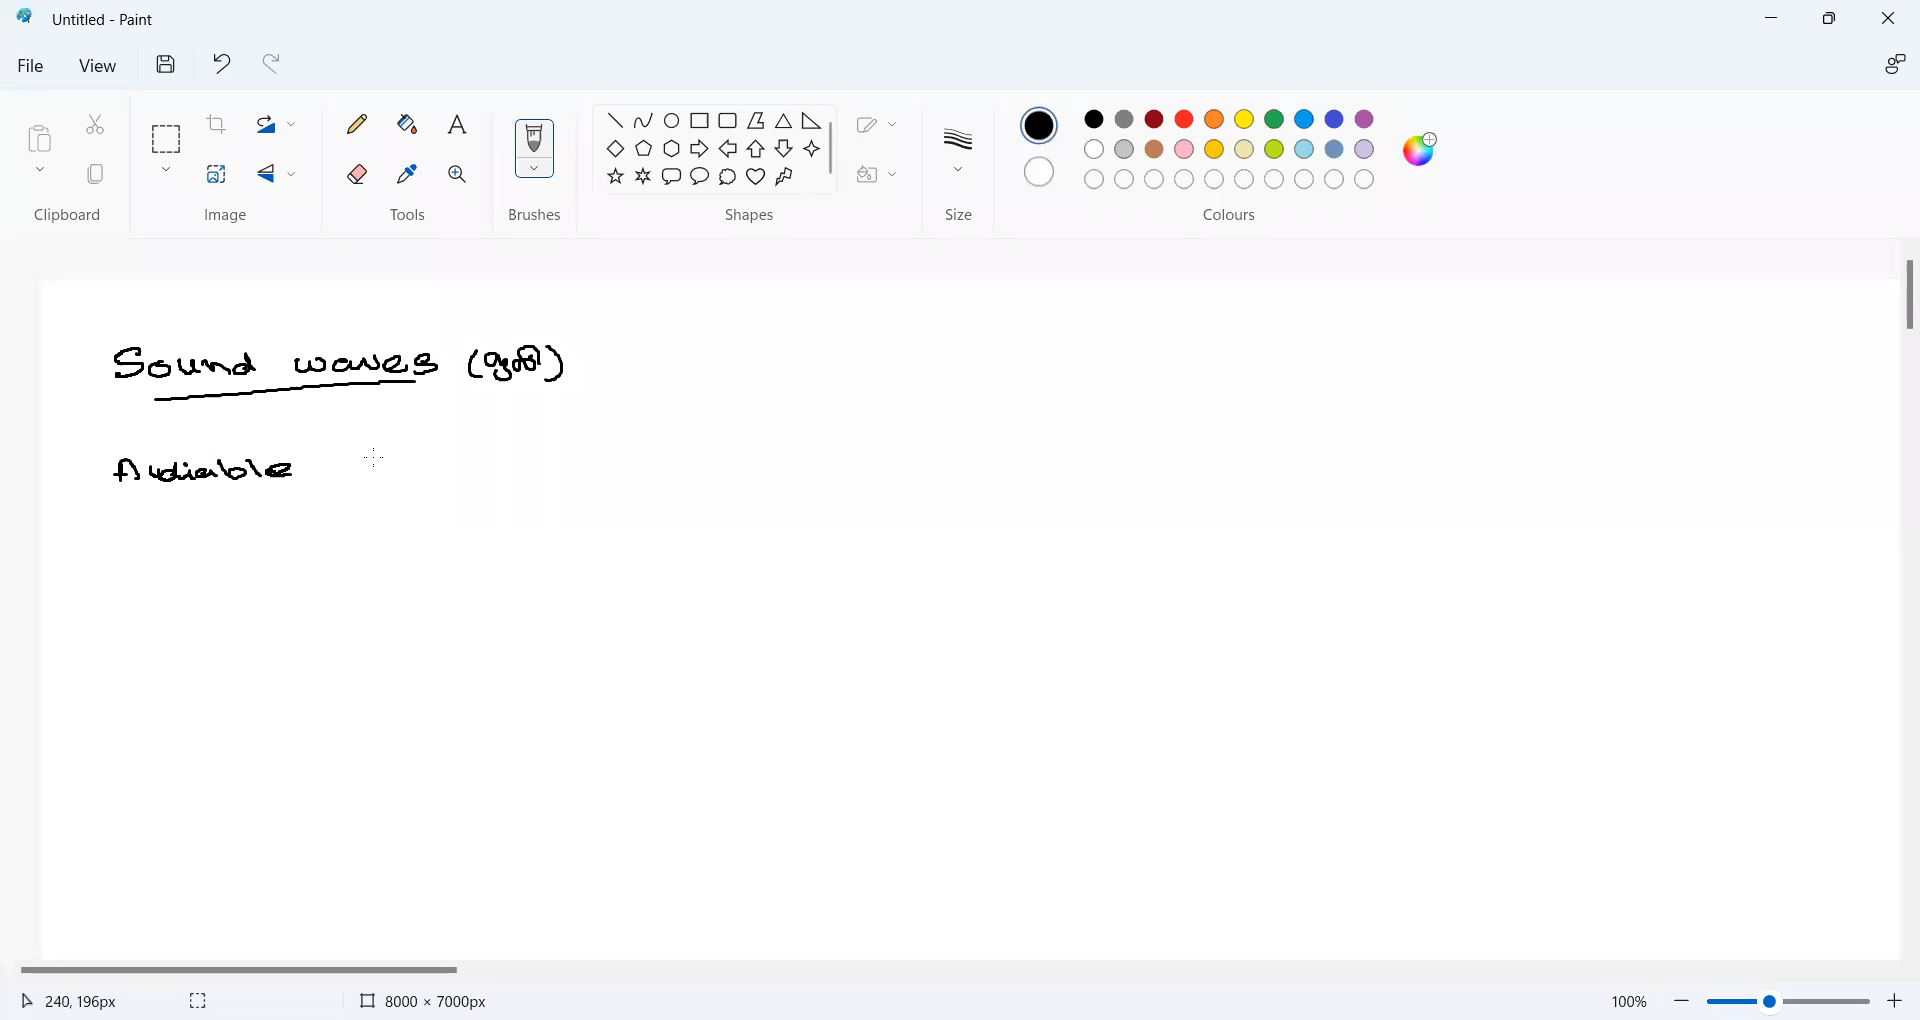 Untitled - Paint
File View
Clipboard Image Tools Brushes Shapes Size Colours
Sound waves
Audiable
240, 196px 8000 × 7000px 100%